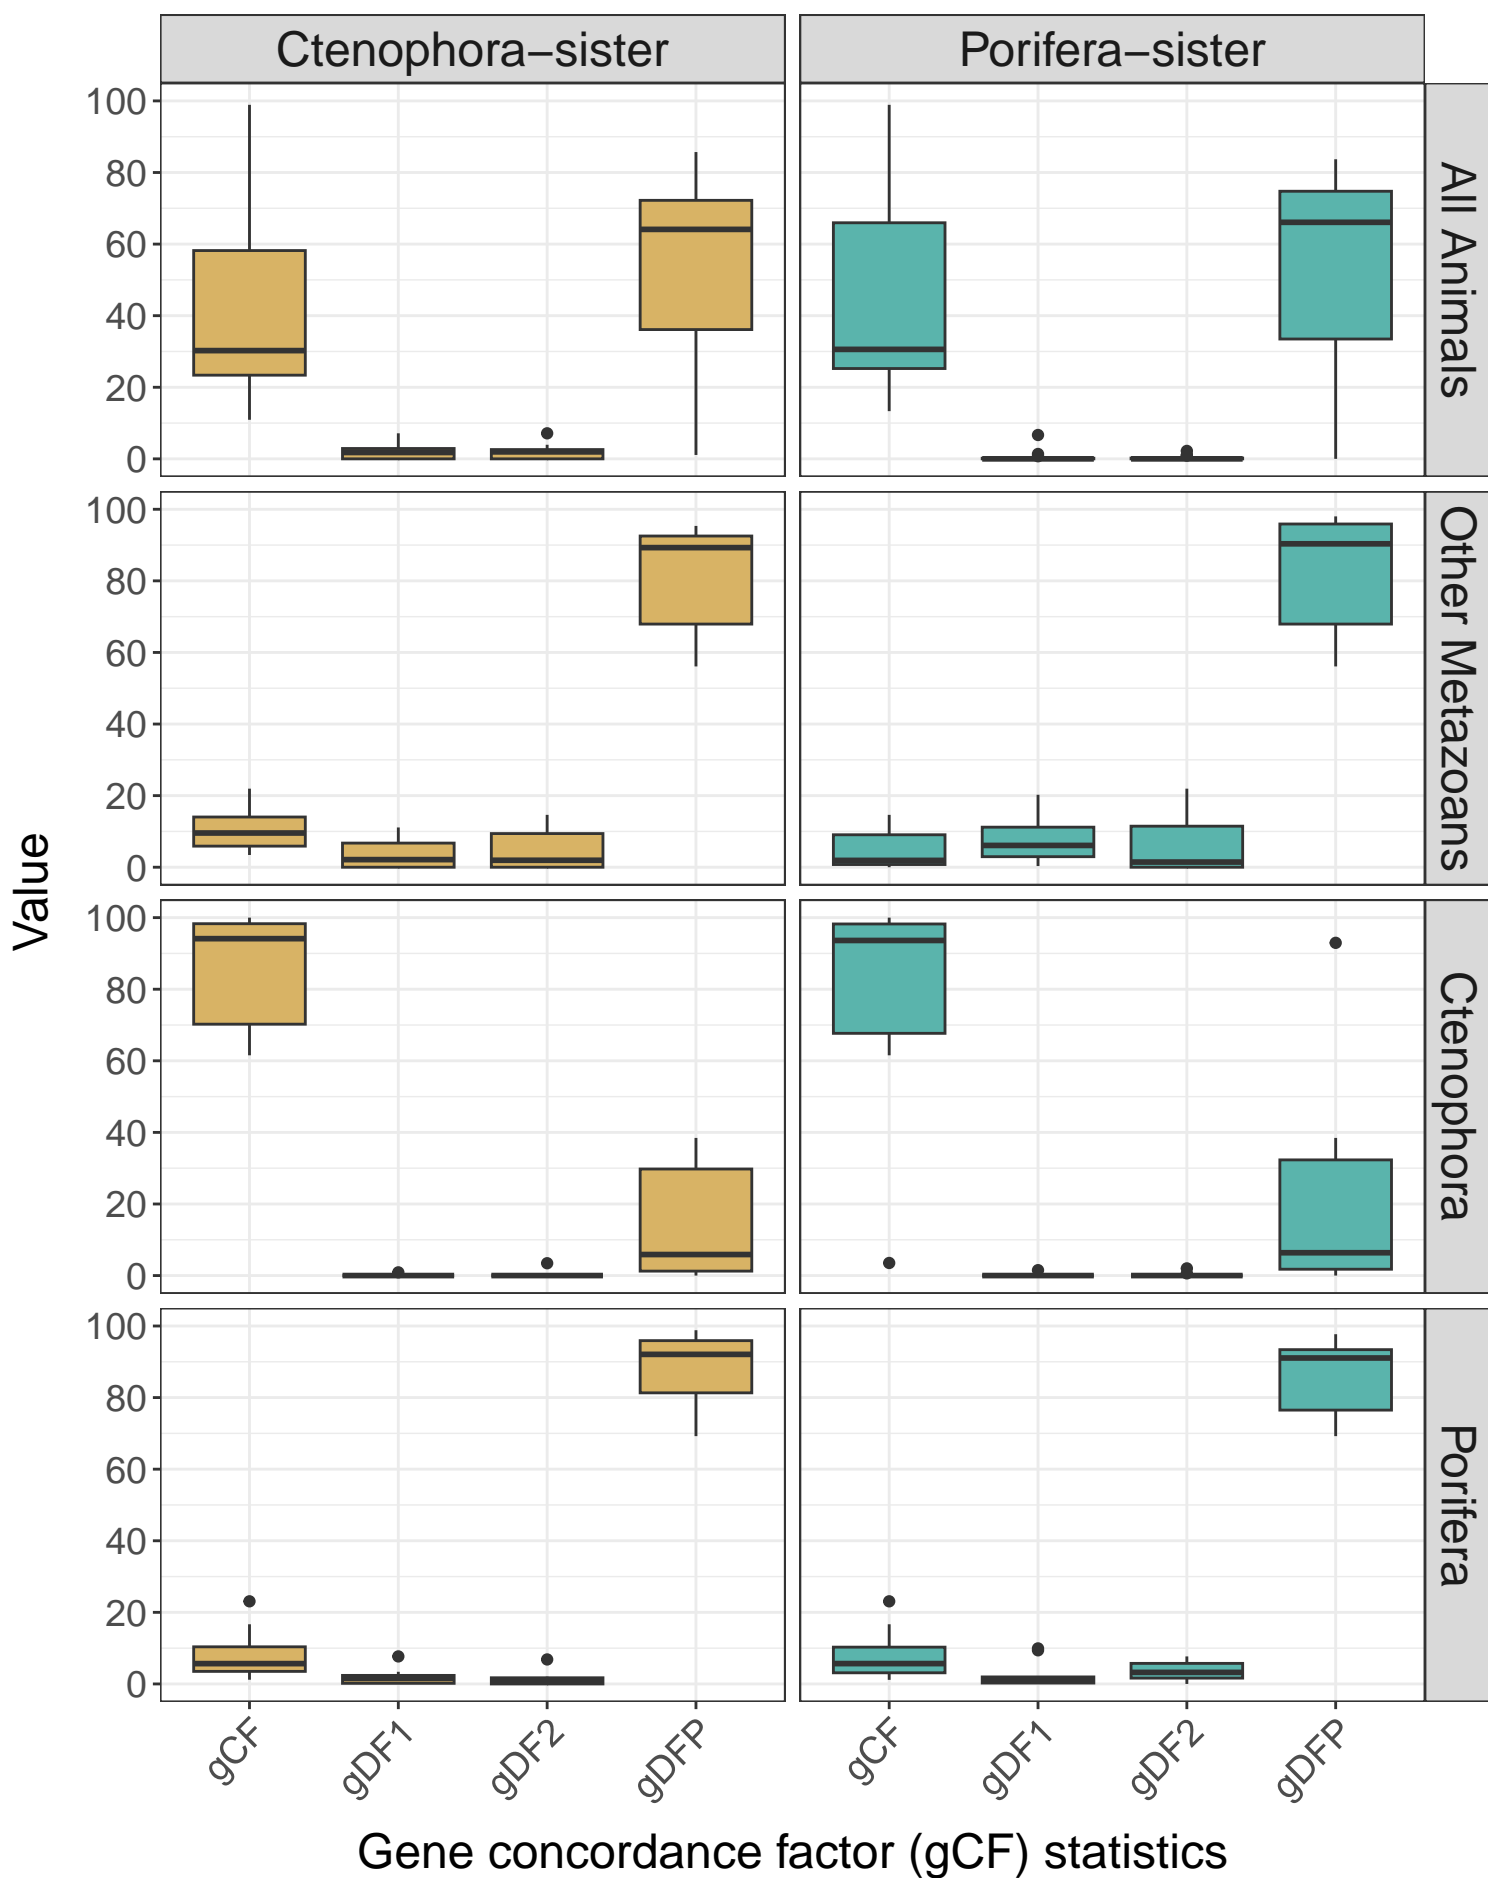 Ctenophora−sister
Porifera−sister
100
80
60
40
20
0
All Animals
100
80
60
40
20
0
Other Metazoans
100
80
60
40
20
0
Ctenophora
100
80
60
40
20
0
Porifera
Value
gCF
gDF1
gDF2
gDFP
gCF
gDF1
gDF2
gDFP
Gene concordance factor (gCF) statistics